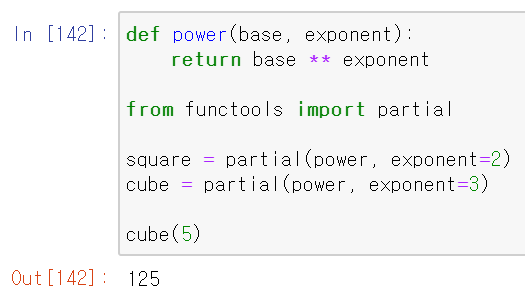 In [142]: def power(base, exponent):
    return base ** exponent
from functools import partial
square = partial(power, exponent=2)
cube = partial(power, exponent=3)
cube(5)
Out[142]: 125